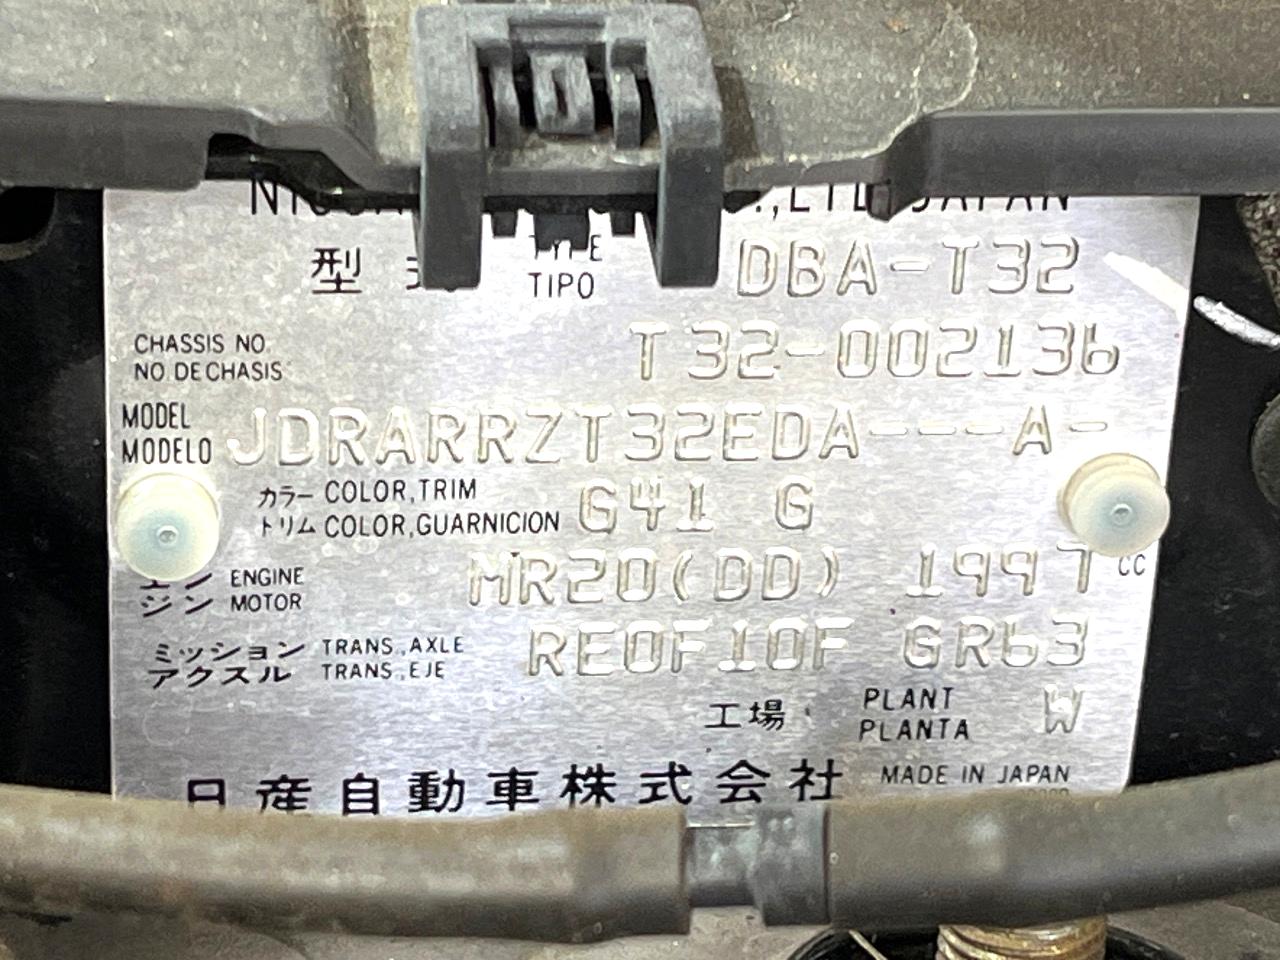 LTD. JAPAN
型 TYPE DBA-T32
TIPO
CHASSIS NO. T32-002136
NO. DE CHASIS
MODEL JDRARRZT32EDA---A-
MODELO
カラー COLOR,TRIM G41 G
トリム COLOR,GUARNICION
エン ENGINE MR20(DD) 1997 CC
ジン MOTOR
ミッション TRANS.,AXLE RE0F10F GR63
アクスル TRANS.,EJE
工場 PLANT W
PLANTA
日産自動車株式会社 MADE IN JAPAN